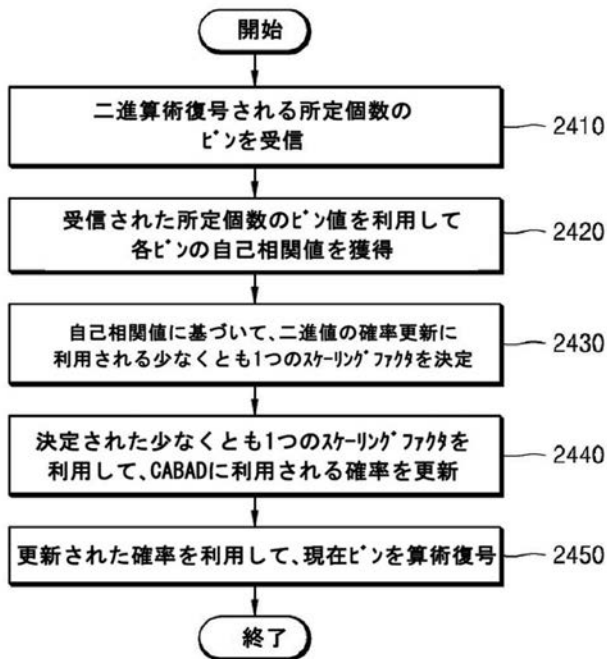 開始
二進算術復号される所定個数の
ﾋﾞﾝを受信
2410
受信された所定個数のﾋﾞﾝ値を利用して
各ﾋﾞﾝの自己相関値を獲得
2420
自己相関値に基づいて、二進値の確率更新に
利用される少なくとも1つのｽｹｰﾘﾝｸﾞﾌｧｸﾀを決定
2430
決定された少なくとも1つのｽｹｰﾘﾝｸﾞﾌｧｸﾀを
利用して、CABADに利用される確率を更新
2440
更新された確率を利用して、現在ﾋﾞﾝを算術復号
2450
終了